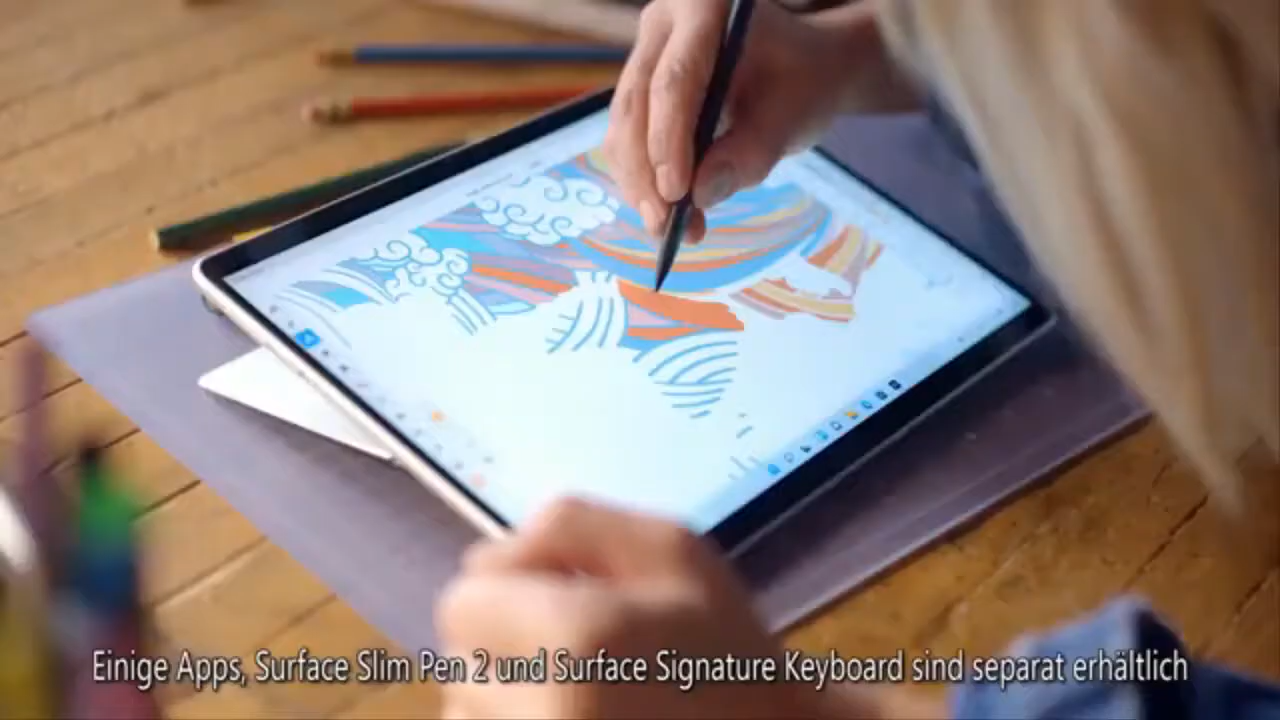 Einige Apps, Surface Slim Pen 2 und Surface Signature Keyboard sind separat erhältlich